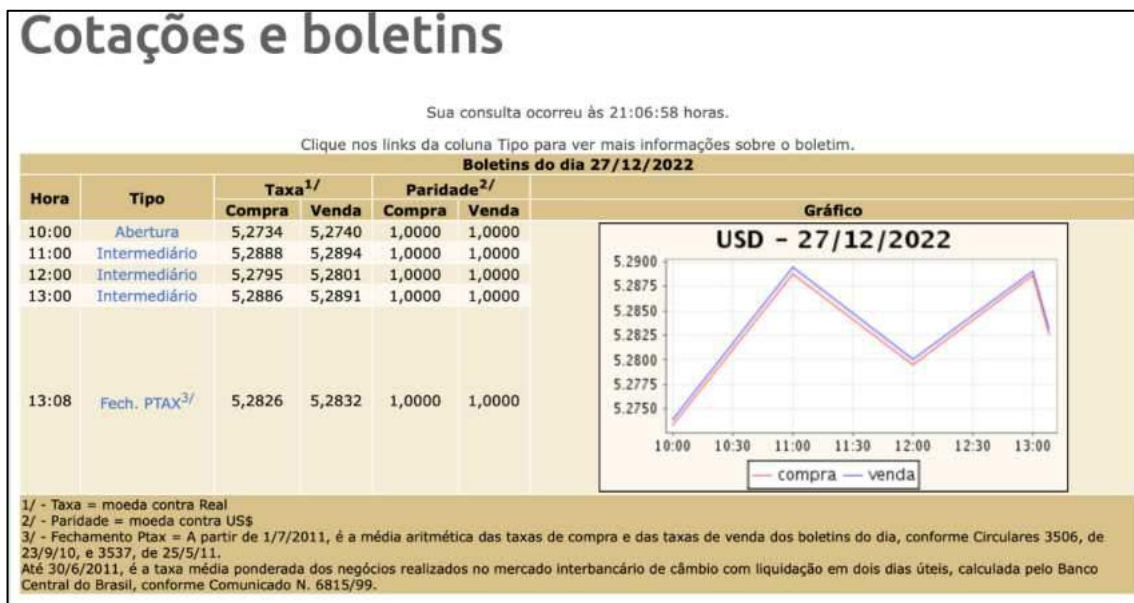 Cotações e boletins
Sua consulta ocorreu às 21:06:58 horas.
Clique nos links da coluna Tipo para ver mais informações sobre o boletim.
Boletins do dia 27/12/2022
Hora Tipo Taxa1/ Paridade2/ Gráfico
Compra Venda Compra Venda
10:00 Abertura 5,2734 5,2740 1,0000 1,0000
11:00 Intermediário 5,2888 5,2894 1,0000 1,0000
12:00 Intermediário 5,2795 5,2801 1,0000 1,0000
13:00 Intermediário 5,2886 5,2891 1,0000 1,0000
13:08 Fech. PTAX3/ 5,2826 5,2832 1,0000 1,0000
USD - 27/12/2022
5.2900
5.2875
5.2850
5.2825
5.2800
5.2775
5.2750
10:00 10:30 11:00 11:30 12:00 12:30 13:00
compra venda
1/ - Taxa = moeda contra Real
2/ - Paridade = moeda contra US$
3/ - Fechamento Ptax = A partir de 1/7/2011, é a média aritmética das taxas de compra e das taxas de venda dos boletins do dia, conforme Circulares 3506, de
23/9/10, e 3537, de 25/5/11.
Até 30/6/2011, é a taxa média ponderada dos negócios realizados no mercado interbancário de câmbio com liquidação em dois dias úteis, calculada pelo Banco
Central do Brasil, conforme Comunicado N. 6815/99.